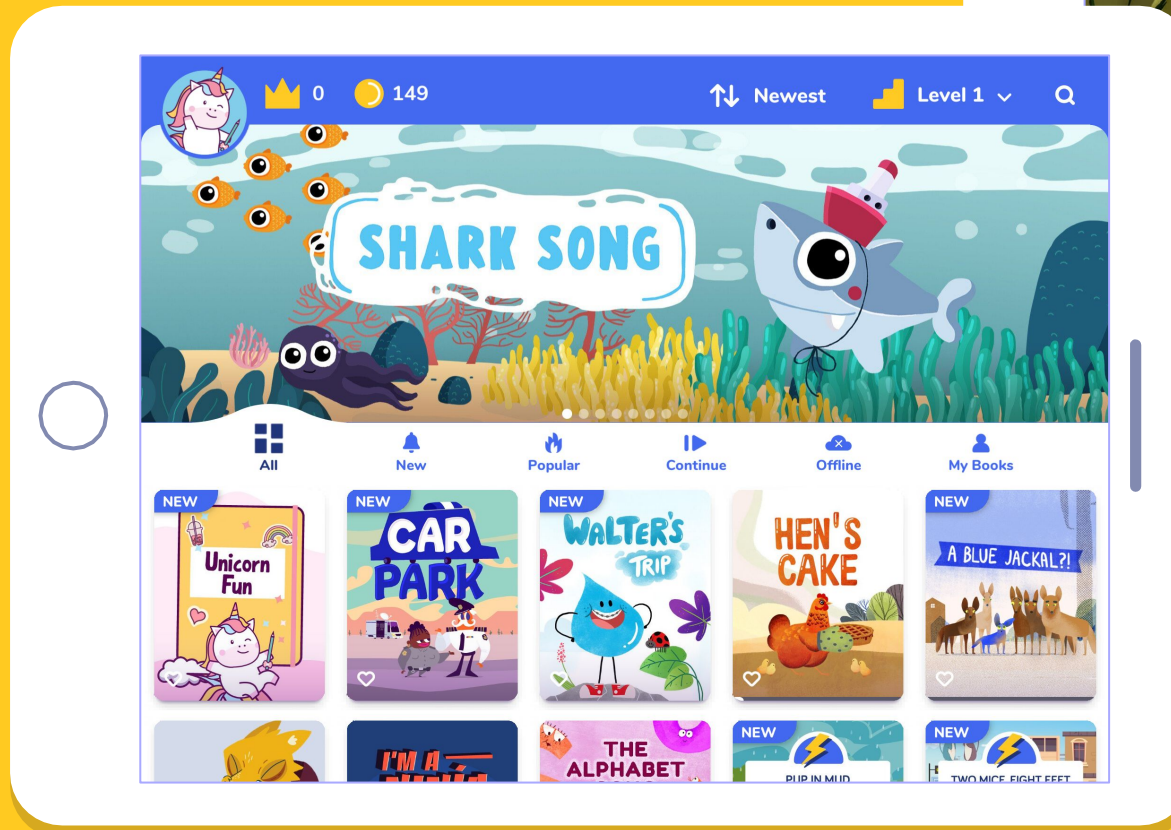 0
149
Newest
Level 1
SHARK SONG
All
New
Popular
Continue
Offline
My Books
NEW
Unicorn
Fun
NEW
CAR
PARK
NEW
WALTER'S
TRIP
HEN'S
CAKE
NEW
A BLUE JACKAL?!
I'M A
THE
ALPHABET
NEW
PUP IN MUD
NEW
TWO MICE, EIGHT FEET